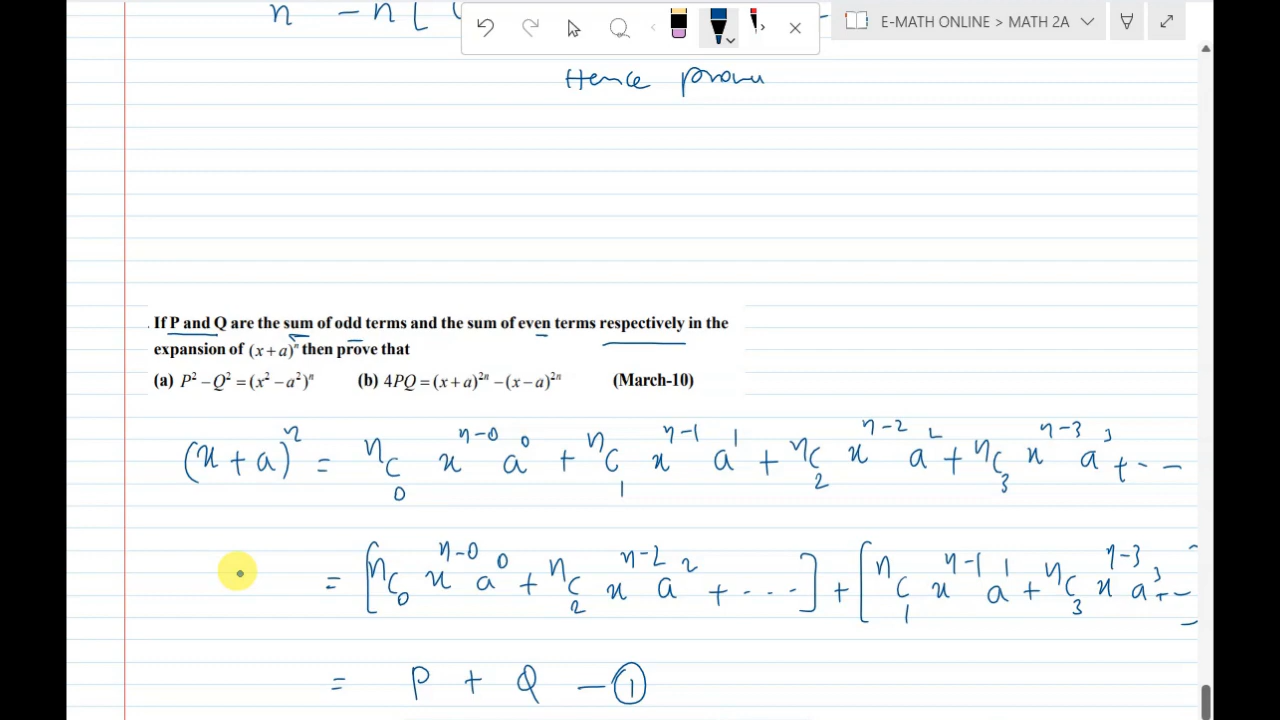 E-MATH ONLINE > MATH 2A
n - n [
Hence prove
If P and Q are the sum of odd terms and the sum of even terms respectively in the
expansion of (x+a)ⁿ then prove that
(a) P² – Q² = (x² – a²)ⁿ (b) 4PQ = (x+a)²ⁿ – (x–a)²ⁿ (March-10)
(x + a)ⁿ = ⁿC₀ xⁿ⁻⁰ a⁰ + ⁿC₁ xⁿ⁻¹ a¹ + ⁿC₂ xⁿ⁻² a² + ⁿC₃ xⁿ⁻³ a³ + - -
= [ⁿC₀ xⁿ⁻⁰ a⁰ + ⁿC₂ xⁿ⁻² a² + - - - ] + [ⁿC₁ xⁿ⁻¹ a¹ + ⁿC₃ xⁿ⁻³ a³ + - ]
= P + Q – ①